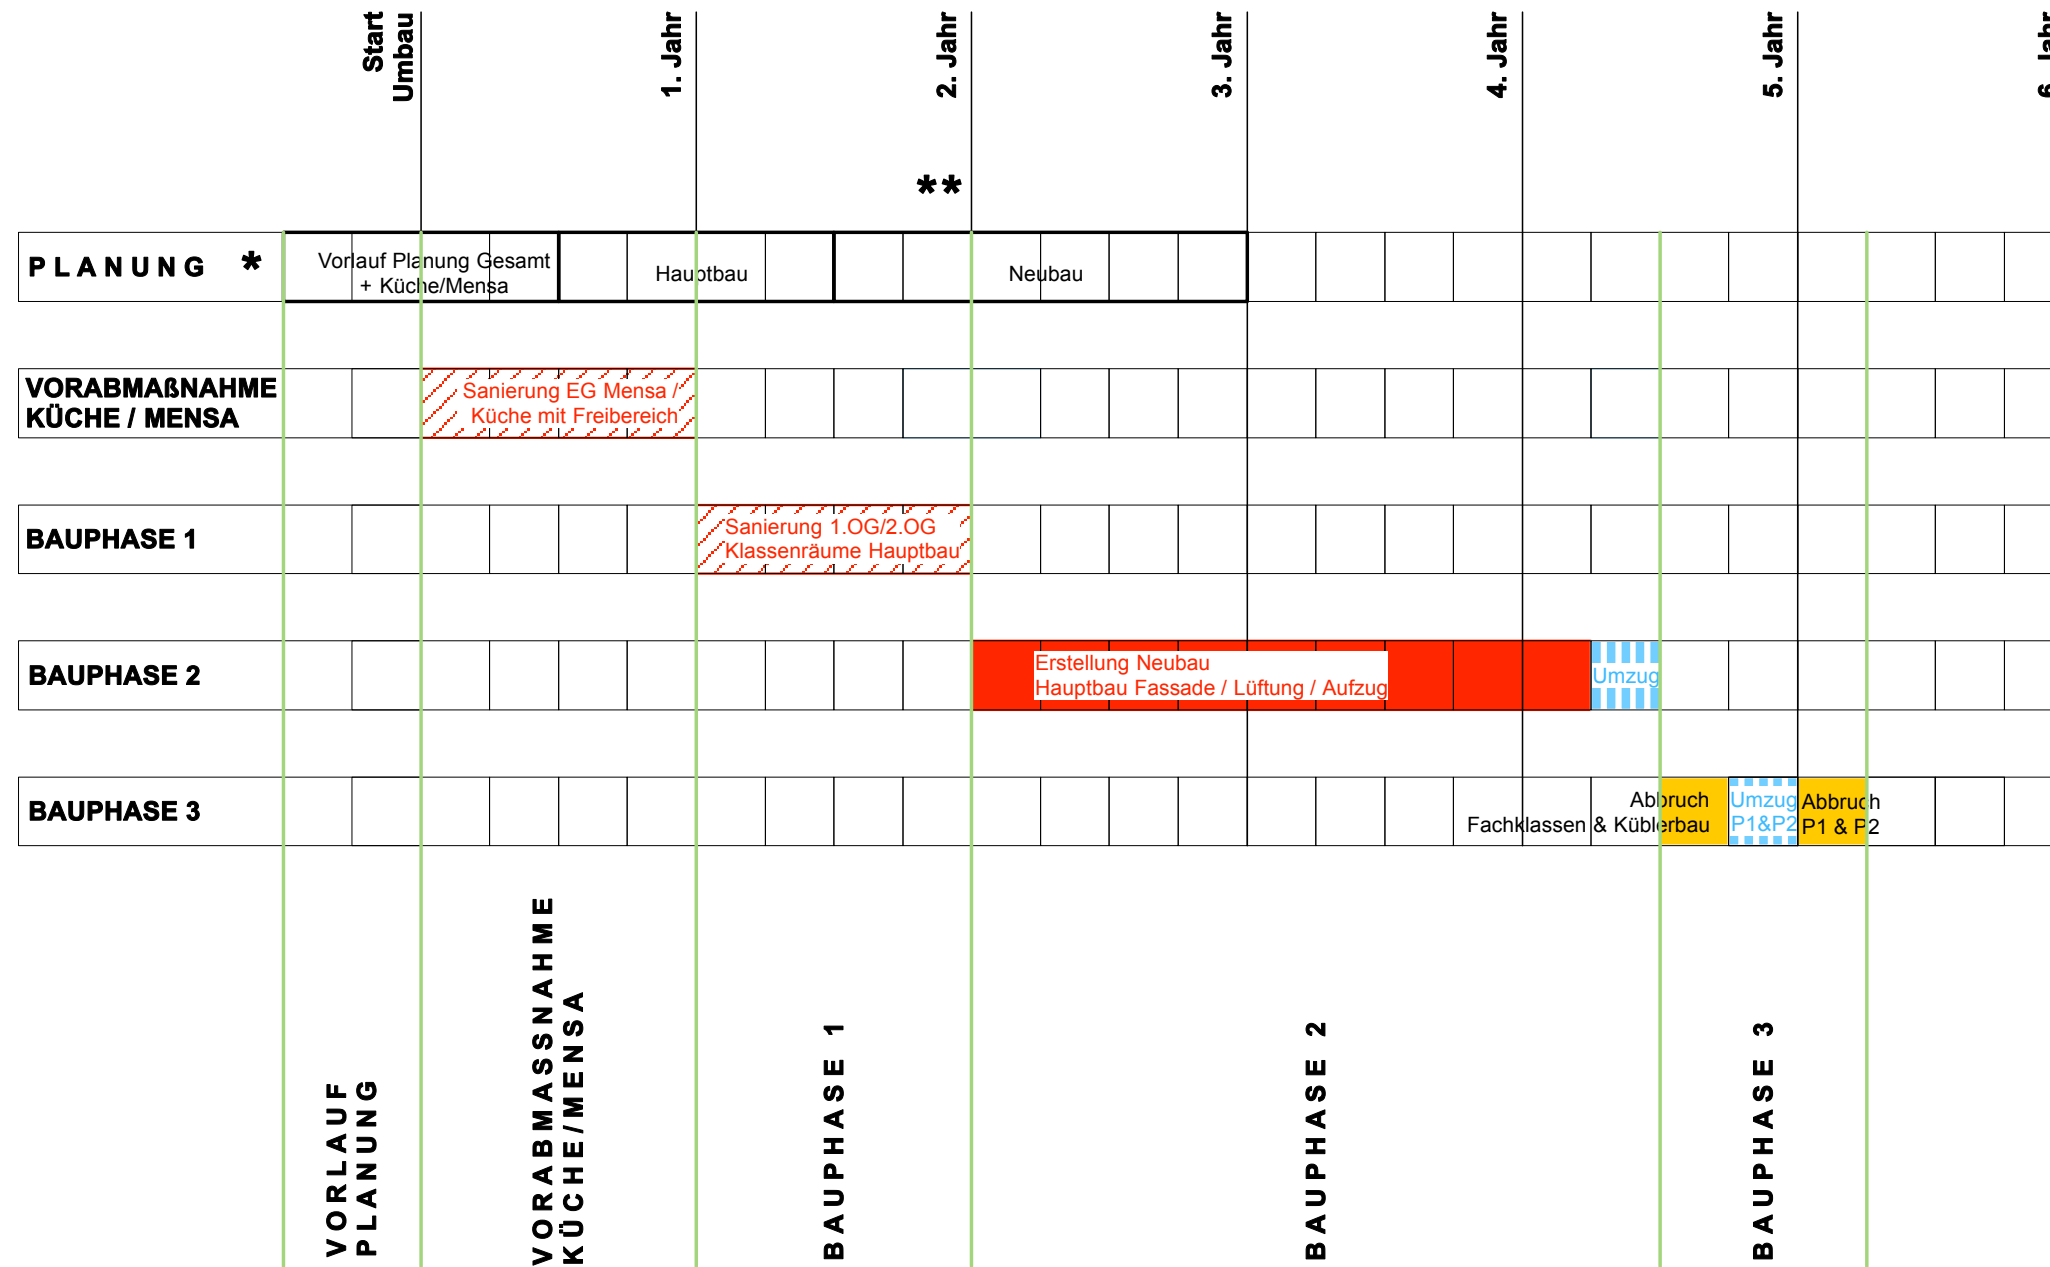 Start
Umbau
1. Jahr
2. Jahr
3. Jahr
4. Jahr
5. Jahr
6. Jahr
**
PLANUNG *
Vorlauf Planung Gesamt
+ Küche/Mensa
Hauptbau
Neubau
VORABMAßNAHME
KÜCHE / MENSA
Sanierung EG Mensa /
Küche mit Freibereich
BAUPHASE 1
Sanierung 1.OG/2.OG
Klassenräume Hauptbau
BAUPHASE 2
Erstellung Neubau
Hauptbau Fassade / Lüftung / Aufzug
Umzug
BAUPHASE 3
Abbruch
Fachklassen & Küblerbau
Umzug
P1&P2
Abbruch
P1 & P2
VORLAUF
PLANUNG
VORABMASSNAHME
KÜCHE/MENSA
BAUPHASE 1
BAUPHASE 2
BAUPHASE 3